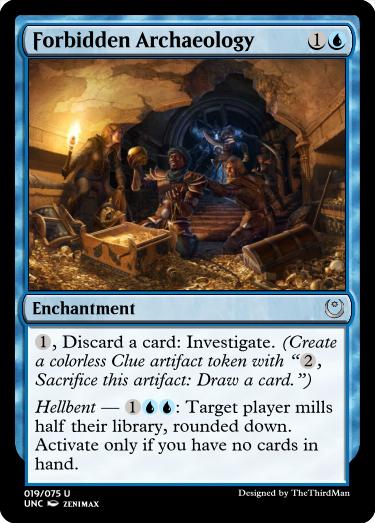 Forbidden Archaeology 1
Enchantment
1, Discard a card: Investigate. (Create
a colorless Clue artifact token with “2,
Sacrifice this artifact: Draw a card.”)
Hellbent — 1: Target player mills
half their library, rounded down.
Activate only if you have no cards in
hand.
019/075 U
UNC ZENIMAX
Designed by TheThirdMan